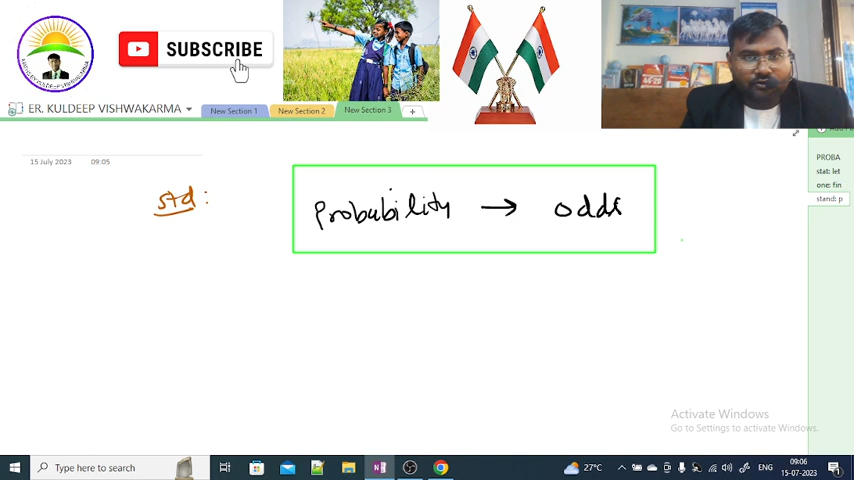 SUBSCRIBE
ER. KULDEEP VISHWAKARMA
New Section 1
New Section 2
New Section 3
+
15 July 2023 09:05
PROBA
stat: let
one: fin
stand: p
std:
Probability → odds
Activate Windows
Go to Settings to activate Windows.
Type here to search
27°C
ENG
09:06
15-07-2023